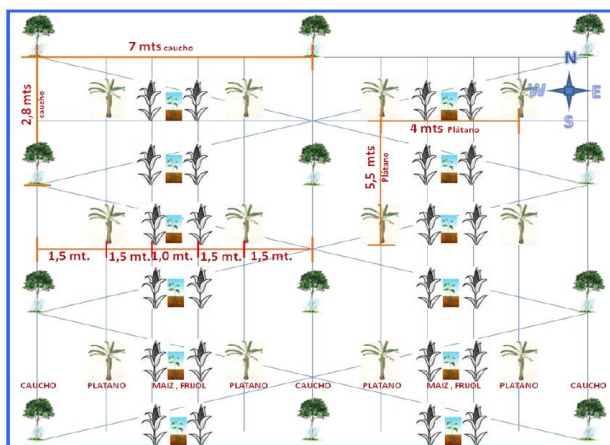 7 mts caucho
N
W E
S
2,8 mts
caucho
4 mts Plátano
5,5 mts
Plátano
1,5 mt. 1,5 mt. 1,0 mt. 1,5 mt. 1,5 mt.
CAUCHO PLATANO MAIZ , FRIJOL PLATANO CAUCHO PLATANO MAIZ , FRIJOL PLATANO CAUCHO